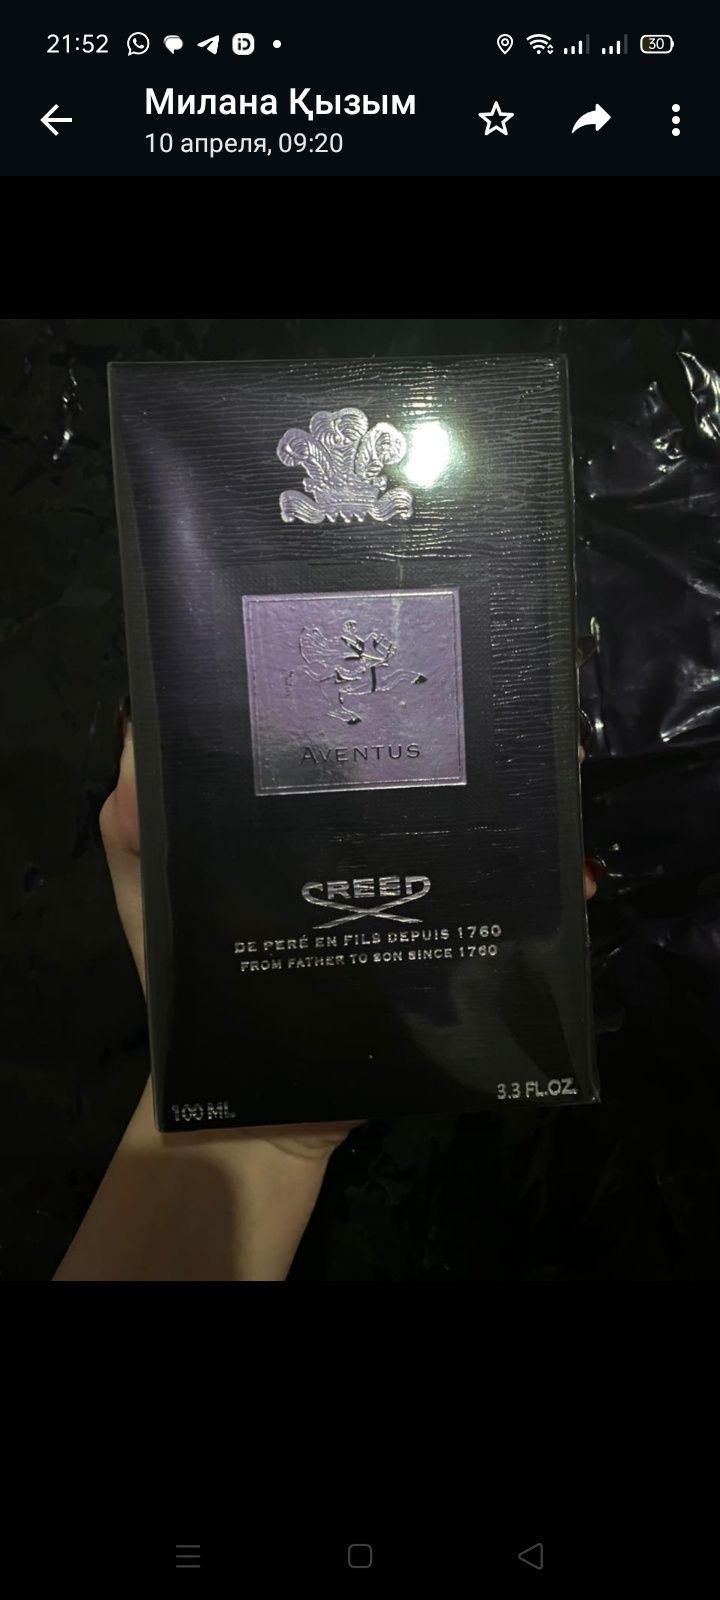 21:52
30
Милана Қызым
10 апреля, 09:20
AVENTUS
CREED
DE PERÉ EN FILS DEPUIS 1760
FROM FATHER TO SON SINCE 1760
100 ML
3.3 FL.OZ.